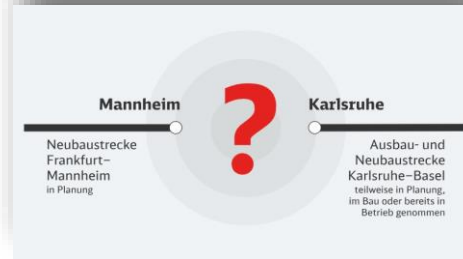 Mannheim
?
Karlsruhe
Neubaustrecke
Frankfurt–
Mannheim
in Planung
Ausbau- und
Neubaustrecke
Karlsruhe–Basel
teilweise in Planung,
im Bau oder bereits in
Betrieb genommen